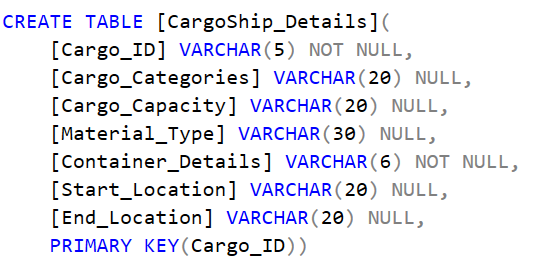 CREATE TABLE [CargoShip_Details](
[Cargo_ID] VARCHAR(5) NOT NULL,
[Cargo_Categories] VARCHAR(20) NULL,
[Cargo_Capacity] VARCHAR(20) NULL,
[Material_Type] VARCHAR(30) NULL,
[Container_Details] VARCHAR(6) NOT NULL,
[Start_Location] VARCHAR(20) NULL,
[End_Location] VARCHAR(20) NULL,
PRIMARY KEY(Cargo_ID))